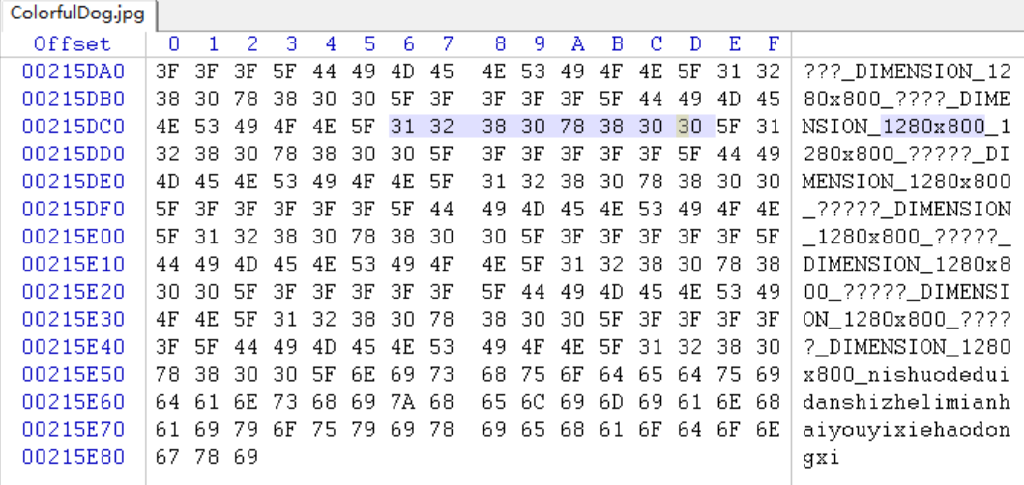 ColorfulDog.jpg
Offset 0 1 2 3 4 5 6 7 8 9 A B C D E F
00215DA0 3F 3F 3F 5F 44 49 4D 45 4E 53 49 4F 4E 5F 31 32 ???_DIMENSION_12
00215DB0 38 30 78 38 30 30 5F 3F 3F 3F 3F 5F 44 49 4D 45 80x800_????_DIME
00215DC0 4E 53 49 4F 4E 5F 31 32 38 30 78 38 30 30 5F 31 NSION_1280x800_1
00215DD0 32 38 30 78 38 30 30 5F 3F 3F 3F 3F 3F 5F 44 49 280x800_?????_DI
00215DE0 4D 45 4E 53 49 4F 4E 5F 31 32 38 30 78 38 30 30 MENSION_1280x800
00215DF0 5F 3F 3F 3F 3F 3F 5F 44 49 4D 45 4E 53 49 4F 4E _?????_DIMENSION
00215E00 5F 31 32 38 30 78 38 30 30 5F 3F 3F 3F 3F 3F 5F _1280x800_?????_
00215E10 44 49 4D 45 4E 53 49 4F 4E 5F 31 32 38 30 78 38 DIMENSION_1280x8
00215E20 30 30 5F 3F 3F 3F 3F 3F 5F 44 49 4D 45 4E 53 49 00_?????_DIMENSI
00215E30 4F 4E 5F 31 32 38 30 78 38 30 30 5F 3F 3F 3F 3F ON_1280x800_????
00215E40 3F 5F 44 49 4D 45 4E 53 49 4F 4E 5F 31 32 38 30 ?_DIMENSION_1280
00215E50 78 38 30 30 5F 6E 69 73 68 75 6F 64 65 64 75 69 x800_nishuodedui
00215E60 64 61 6E 73 68 69 7A 68 65 6C 69 6D 69 61 6E 68 danshizhelimianh
00215E70 61 69 79 6F 75 79 69 78 69 65 68 61 6F 64 6F 6E aiyouyixiehaodon
00215E80 67 78 69 gxi